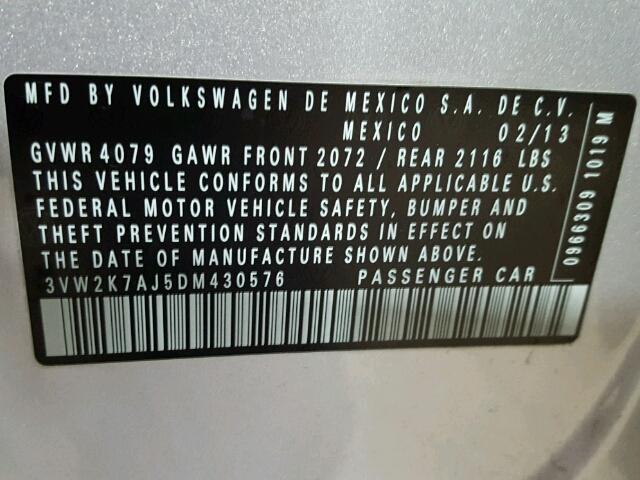 MFD BY VOLKSWAGEN DE MEXICO S.A. DE C.V.
MEXICO 02/13
GVWR 4079 GAWR FRONT 2072 / REAR 2116 LBS
THIS VEHICLE CONFORMS TO ALL APPLICABLE U.S.
FEDERAL MOTOR VEHICLE SAFETY, BUMPER AND
THEFT PREVENTION STANDARDS IN EFFECT ON
THE DATE OF MANUFACTURE SHOWN ABOVE.
3VW2K7AJ5DM430576 PASSENGER CAR
0966309 1019 M